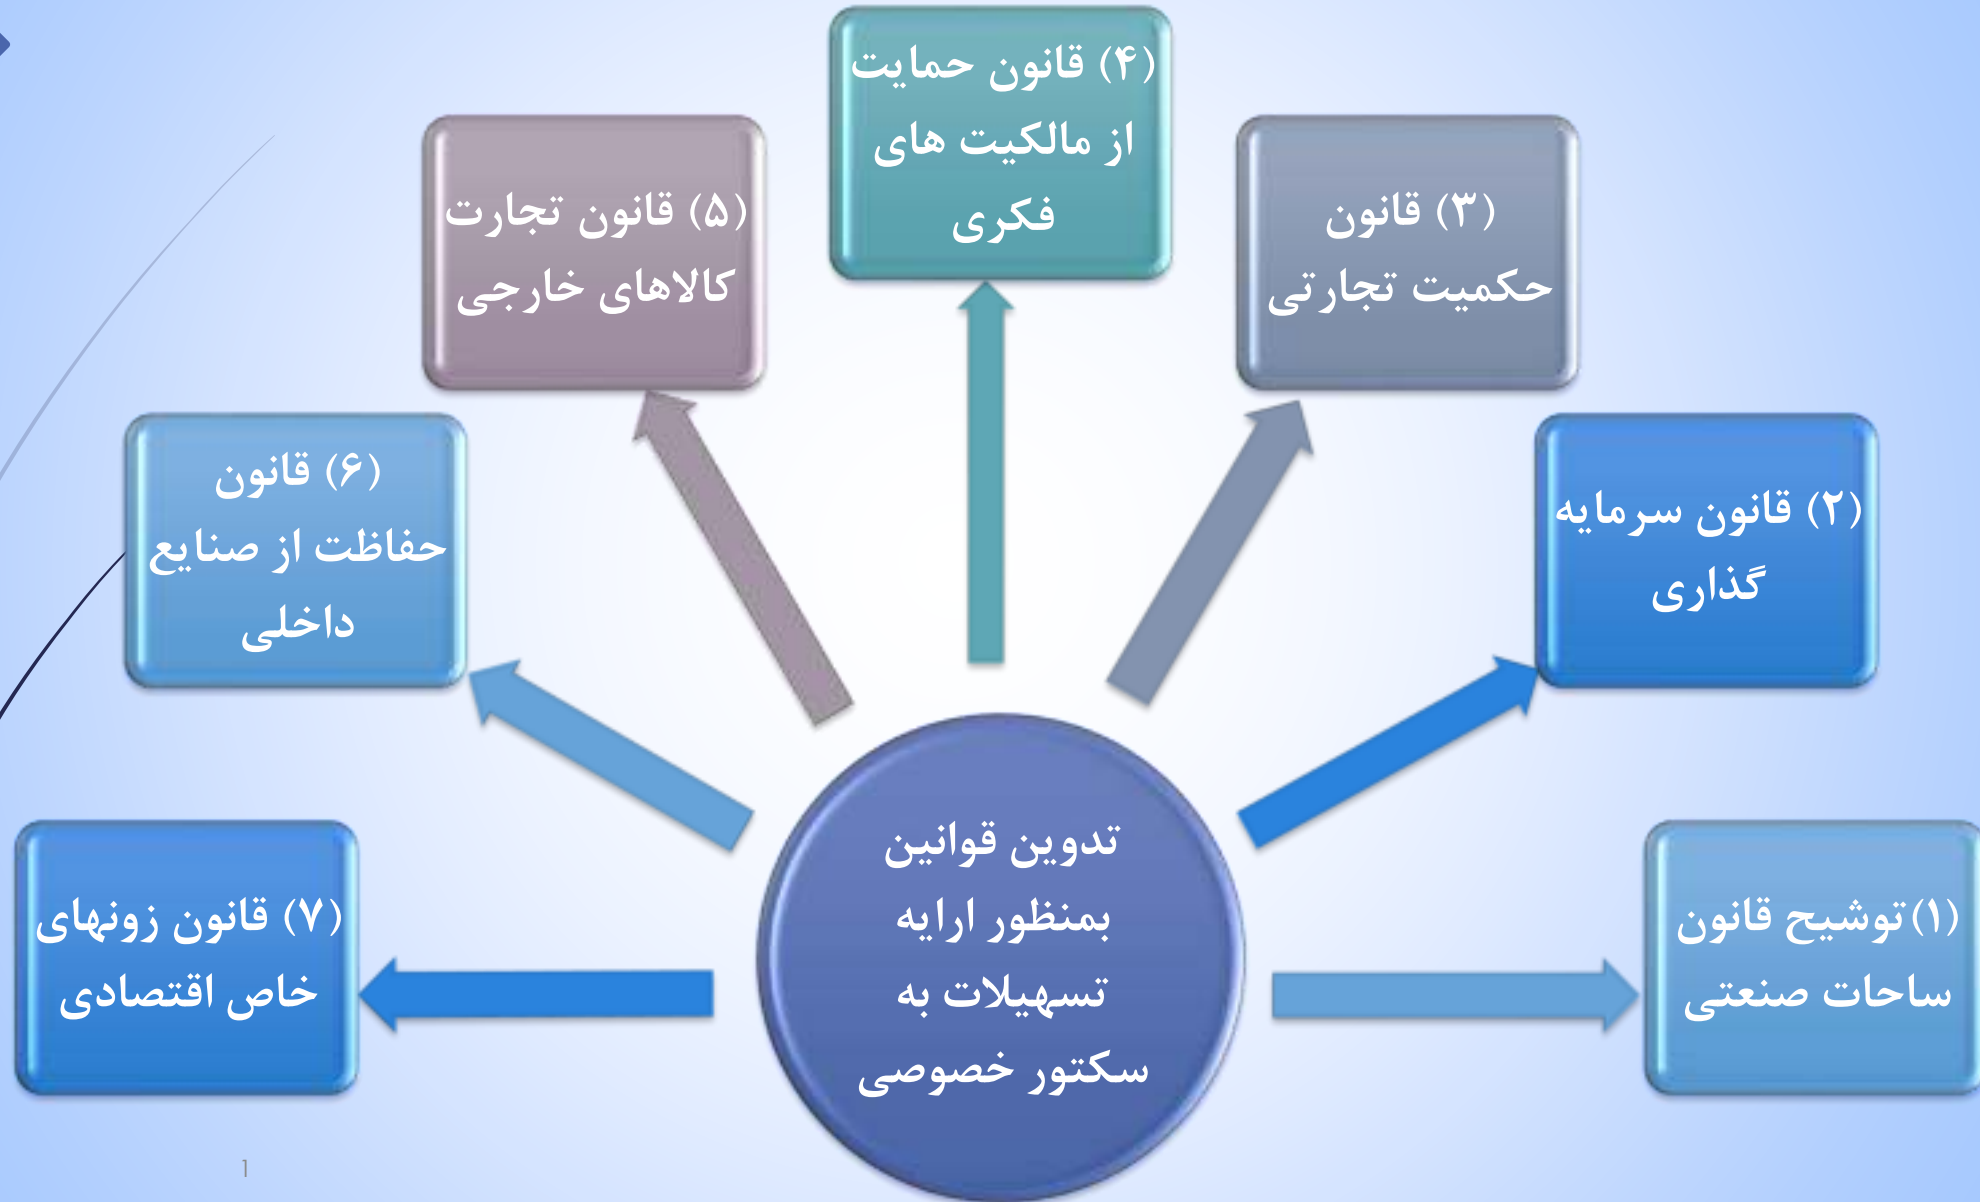 تدوین قوانین
بمنظور ارایه
تسهیلات به
سکتور خصوصی
(۱)توشیح قانون
ساحات صنعتی
(۲) قانون سرمایه
گذاری
(۳) قانون
حکمیت تجارتی
(۴) قانون حمایت
از مالکیت های
فکری
(۵) قانون تجارت
کالاهای خارجی
(۶) قانون
حفاظت از صنایع
داخلی
(۷) قانون زونهای
خاص اقتصادی
1